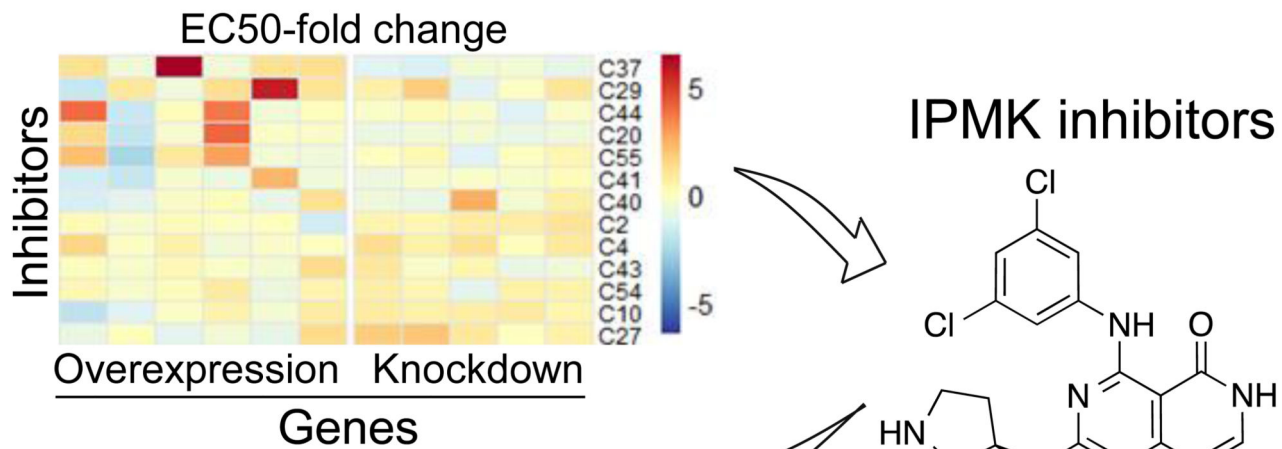 EC50-fold change
Inhibitors
C37
C29
C44
C20
C55
C41
C40
C2
C4
C43
C54
C10
C27
5
0
-5
Overexpression Knockdown
Genes
IPMK inhibitors
Cl
Cl
NH
O
N
NH
HN